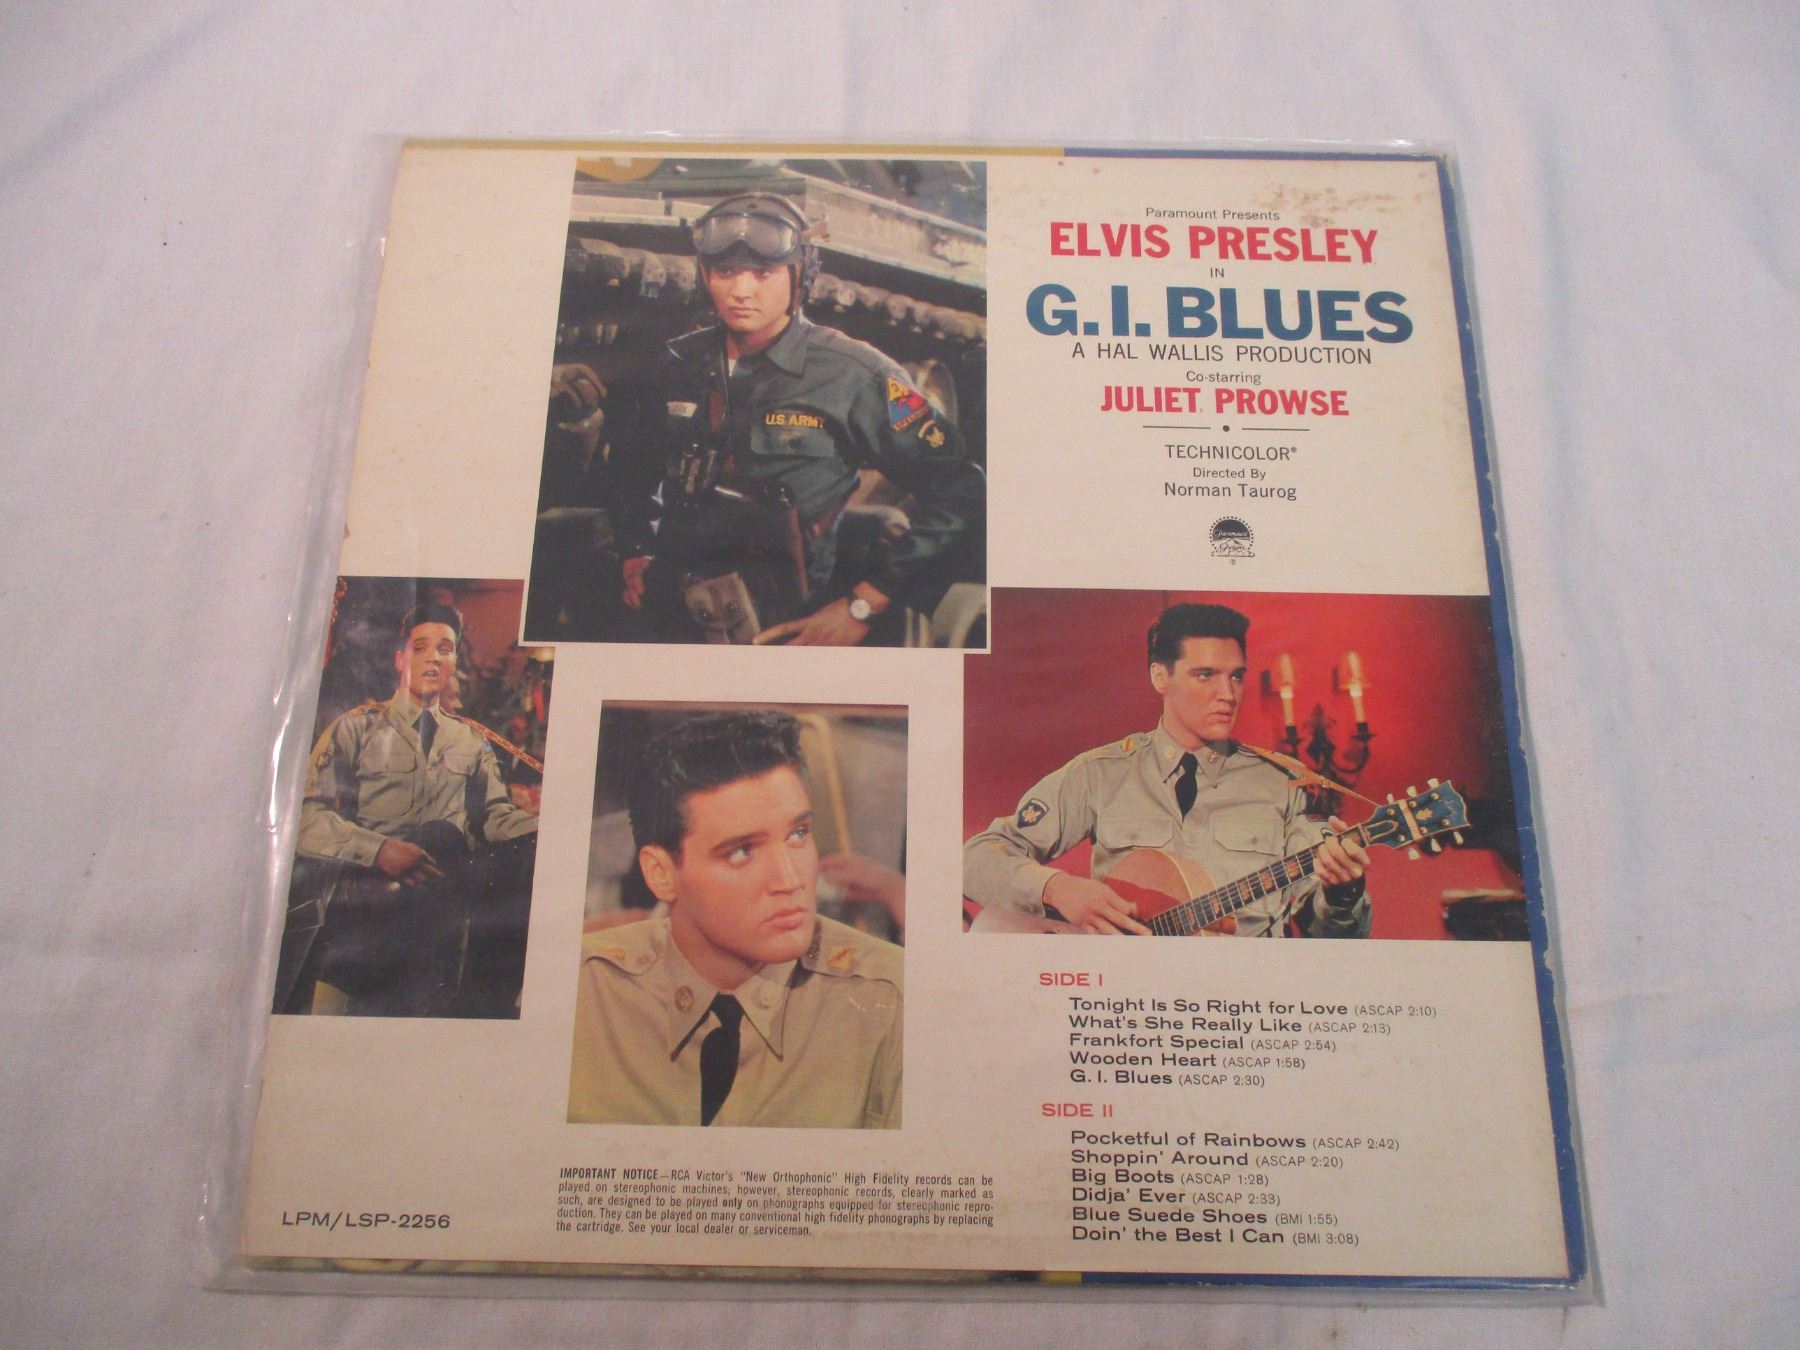 Paramount Presents
ELVIS PRESLEY
IN
G.I. BLUES
A HAL WALLIS PRODUCTION
Co-starring
JULIET PROWSE
TECHNICOLOR®
Directed By
Norman Taurog
Paramount
®
U.S. ARMY
SIDE I
Tonight Is So Right for Love (ASCAP 2:10)
What's She Really Like (ASCAP 2:13)
Frankfort Special (ASCAP 2:54)
Wooden Heart (ASCAP 1:58)
G. I. Blues (ASCAP 2:30)
SIDE II
Pocketful of Rainbows (ASCAP 2:42)
Shoppin' Around (ASCAP 2:20)
Big Boots (ASCAP 1:28)
Didja' Ever (ASCAP 2:33)
Blue Suede Shoes (BMI 1:55)
Doin' the Best I Can (BMI 3:08)
IMPORTANT NOTICE—RCA Victor's "New Orthophonic" High Fidelity records can be
played on stereophonic machines; however, stereophonic records, clearly marked as
such, are designed to be played only on phonographs equipped for stereophonic repro-
duction. They can be played on many conventional high fidelity phonographs by replacing
the cartridge. See your local dealer or serviceman.
LPM/LSP-2256